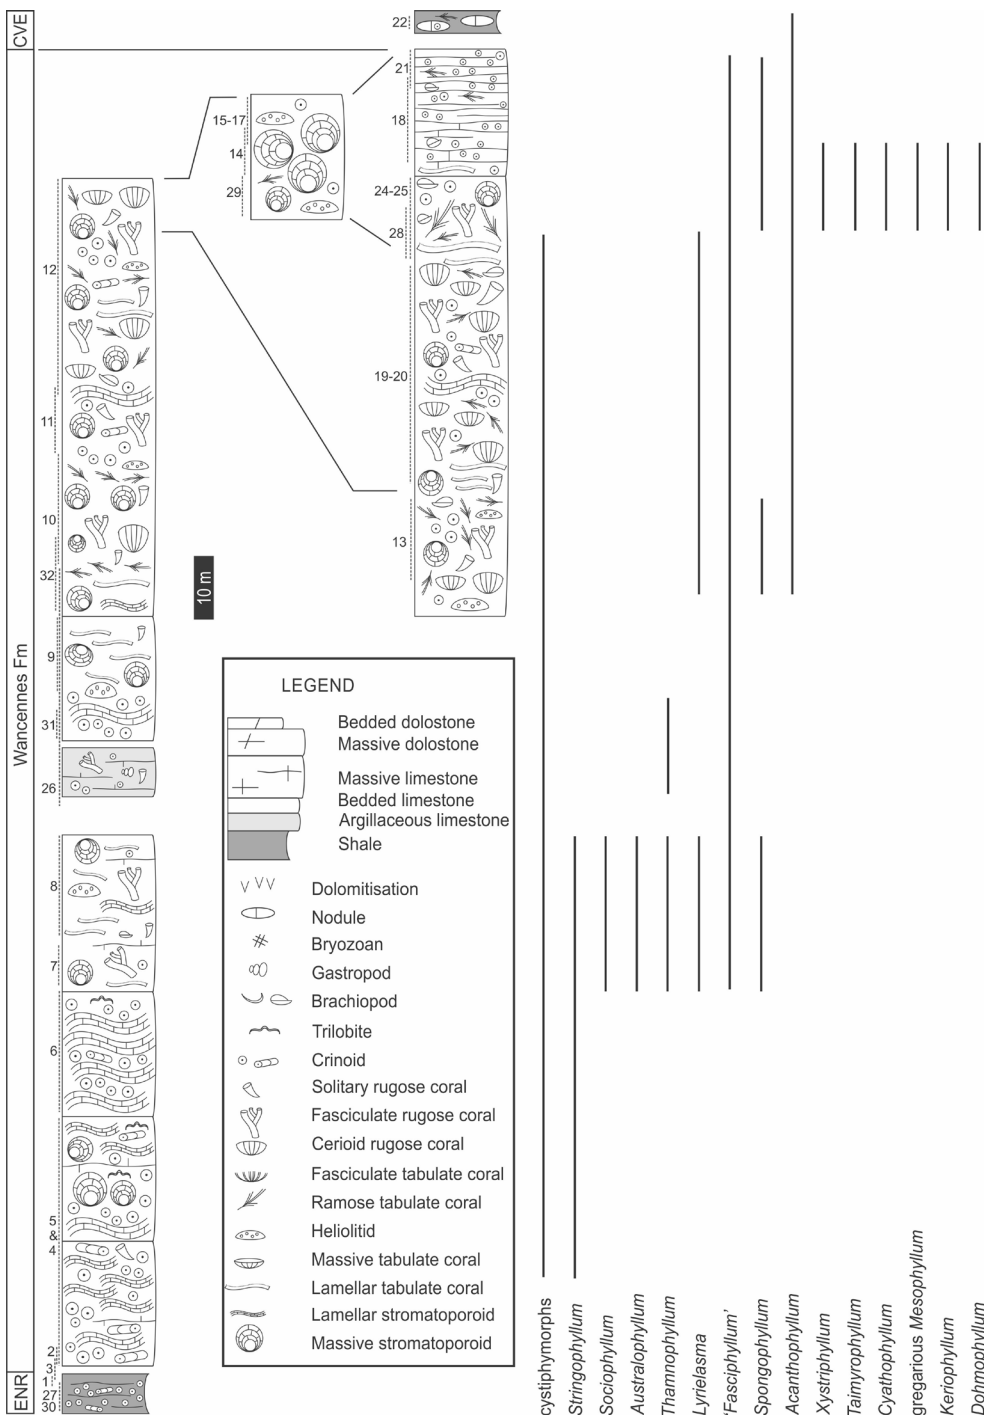 CVE
Wancennes Fm
ENR
22
21
18
24-25
28
19-20
13
15-17
14
29
12
11
10
32
9
31
26
8
7
6
5
&
4
2
3
1
27
30
10 m
LEGEND
Bedded dolostone
Massive dolostone
Massive limestone
Bedded limestone
Argillaceous limestone
Shale
Dolomitisation
Nodule
Bryozoan
Gastropod
Brachiopod
Trilobite
Crinoid
Solitary rugose coral
Fasciculate rugose coral
Cerioid rugose coral
Fasciculate tabulate coral
Ramose tabulate coral
Heliolitid
Massive tabulate coral
Lamellar tabulate coral
Lamellar stromatoporoid
Massive stromatoporoid
cystiphymorphs
Stringophyllum
Sociophyllum
Australophyllum
Thamnophyllum
Lyrielasma
'Fasciphyllum'
Spongophyllum
Acanthophyllum
Xystriphyllum
Taimyrophyllum
Cyathophyllum
gregarious Mesophyllum
Keriophyllum
Dohmophyllum